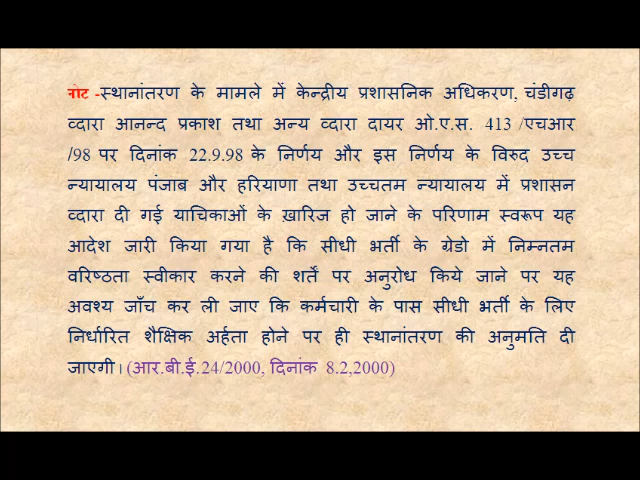 नोट -स्थानांतरण के मामले में केन्द्रीय प्रशासनिक अधिकरण, चंडीगढ़
व्दारा आनन्द प्रकाश तथा अन्य व्दारा दायर ओ.ए.स. 413 /एचआर
/98 पर दिनांक 22.9.98 के निर्णय और इस निर्णय के विरुद उच्च
न्यायालय पंजाब और हरियाणा तथा उच्चतम न्यायालय में प्रशासन
व्दारा दी गई याचिकाओं के ख़ारिज हो जाने के परिणाम स्वरूप यह
आदेश जारी किया गया है कि सीधी भर्ती के ग्रेडो में निम्नतम
वरिष्ठता स्वीकार करने की शर्तें पर अनुरोध किये जाने पर यह
अवश्य जाँच कर ली जाए कि कर्मचारी के पास सीधी भर्ती के लिए
निर्धारित शैक्षिक अर्हता होने पर ही स्थानांतरण की अनुमति दी
जाएगी। (आर.बी.ई.24/2000, दिनांक 8.2,2000)